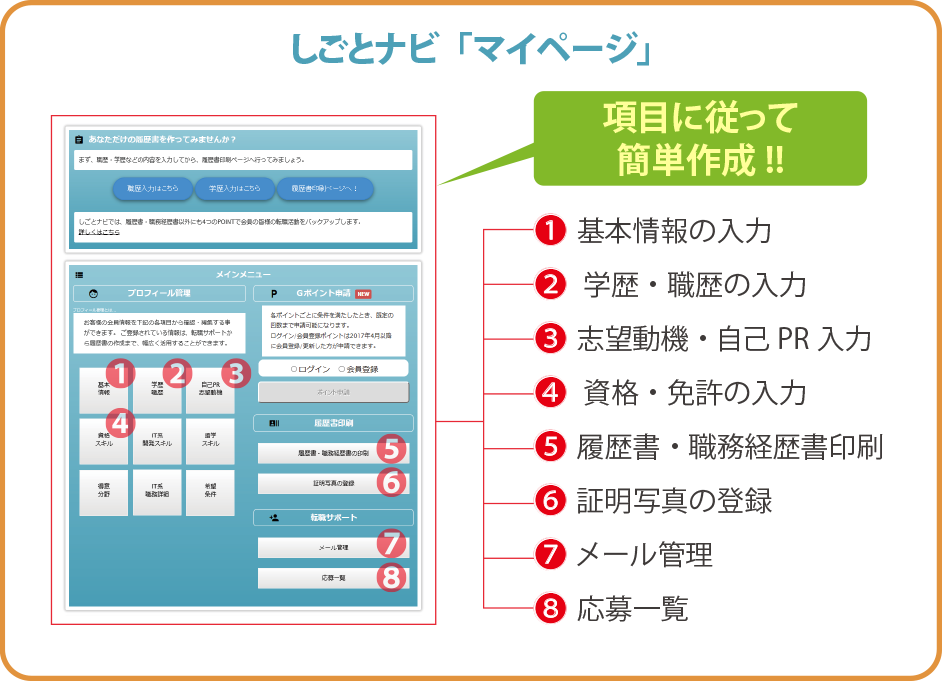 しごとナビ「マイページ」
項目に従って
簡単作成!!
あなただけの履歴書を作ってみませんか?
まず、職歴・学歴などの内容を入力してから、履歴書印刷ページへ行ってみましょう。
職歴入力はこちら
学歴入力はこちら
履歴書印刷ページへ!
しごとナビでは、履歴書・職務経歴書以外にも4つのPOINTで会員の皆様の転職活動をバックアップします。
詳しくはこちら
メインメニュー
プロフィール管理
プロフィール管理とは
お客様の会員情報を下記の各項目から確認・編集する事
ができます。ご登録されている情報は、転職サポートか
ら履歴書の作成まで、幅広く活用することができます。
基本
情報
1
学歴
職歴
2
自己PR
志望動機
3
資格
スキル
4
IT系
開発スキル
語学
スキル
得意
分野
IT系
職務詳細
希望
条件
P Gポイント申請 NEW
各ポイントごとに条件を満たしたとき、既定の
回数まで申請可能になります。
ログイン/会員登録ポイントは2017年4月以降
に会員登録/更新した方が申請できます。
ログイン 会員登録
ポイント申請
履歴書印刷
履歴書・職務経歴書の印刷 5
証明写真の登録 6
転職サポート
メール管理 7
応募一覧 8
1 基本情報の入力
2 学歴・職歴の入力
3 志望動機・自己 PR 入力
4 資格・免許の入力
5 履歴書・職務経歴書印刷
6 証明写真の登録
7 メール管理
8 応募一覧